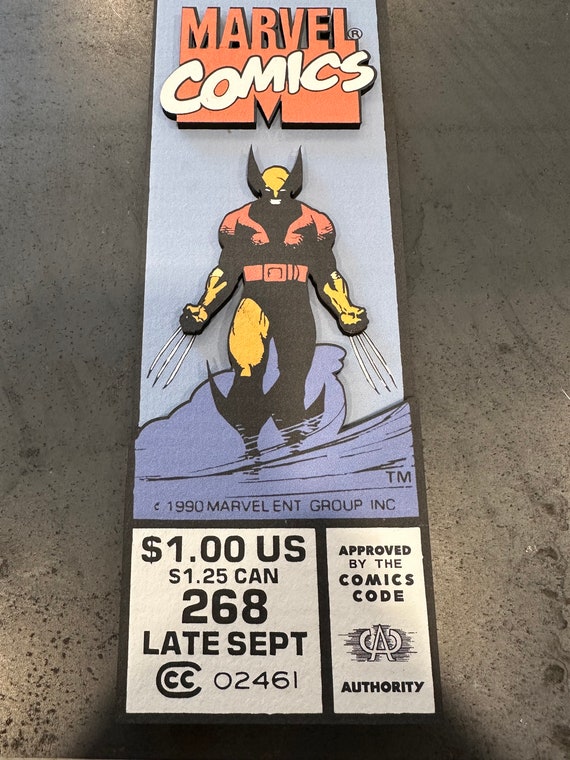 MARVEL®
COMICS
M
TM
c 1990 MARVEL ENT GROUP INC
$1.00 US
$1.25 CAN
268
LATE SEPT
CC 02461
APPROVED
BY THE
COMICS
CODE
CA
AUTHORITY